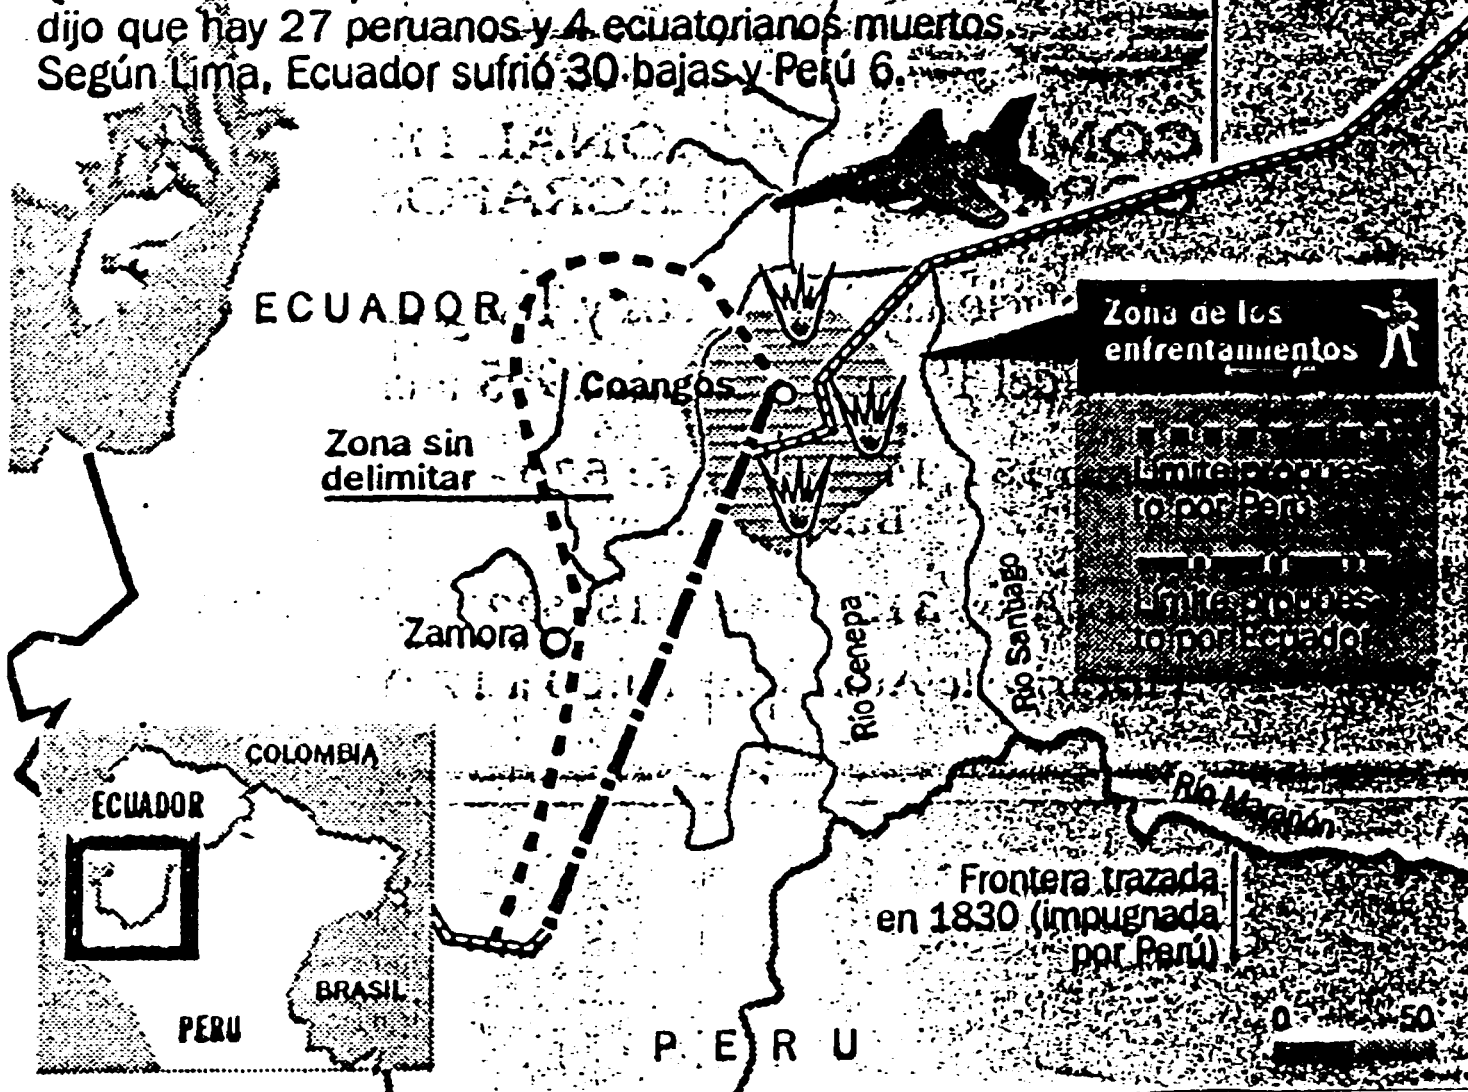 dijo que hay 27 peruanos y 4 ecuatorianos muertos.
Según Lima, Ecuador sufrió 30 bajas y Perú 6.
ECUADOR
Zona de los
enfrentamientos
Coangos
Zona sin
delimitar
Límite propues-
to por Perú
Límite propues-
to por Ecuador
Zamora
Río Cenepa
Río Santiago
Río Marañón
COLOMBIA
ECUADOR
BRASIL
PERU
Frontera trazada
en 1830 (impugnada
por Perú)
0 50
PERU